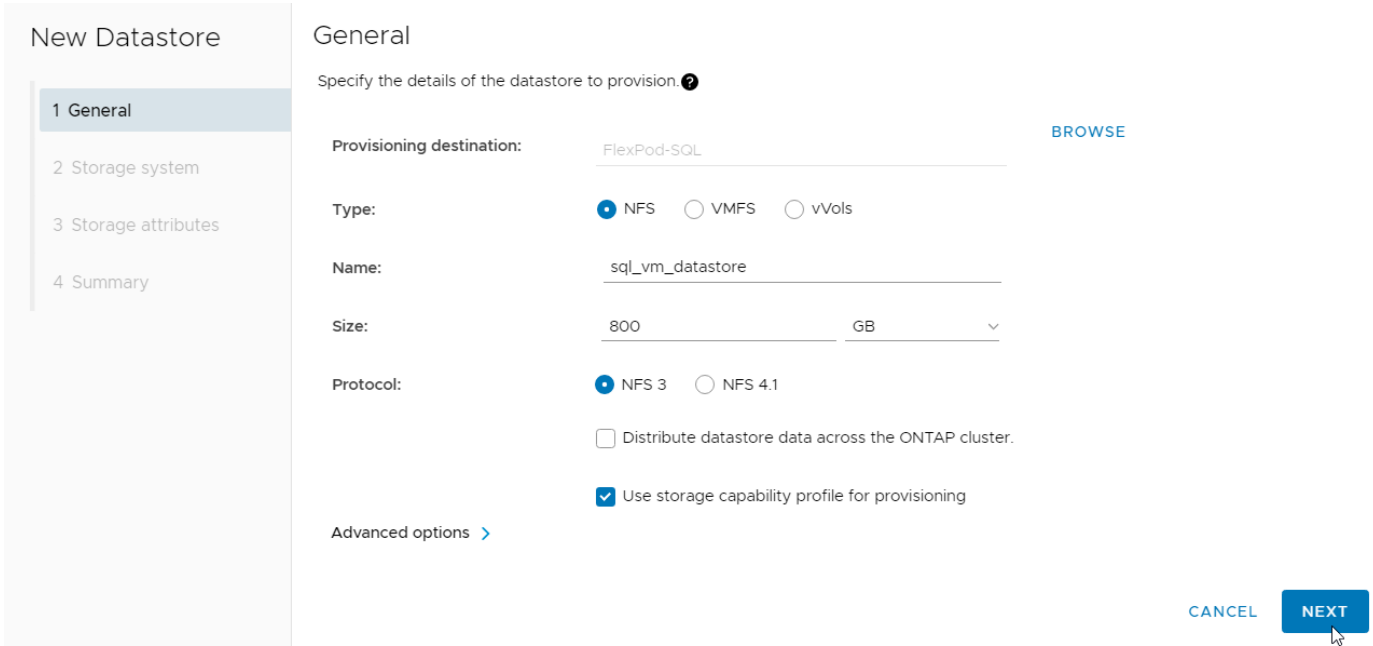 New Datastore
1 General
2 Storage system
3 Storage attributes
4 Summary
General
Specify the details of the datastore to provision.?
Provisioning destination:
FlexPod-SQL
BROWSE
Type:
NFS
VMFS
vVols
Name:
sql_vm_datastore
Size:
800
GB
Protocol:
NFS 3
NFS 4.1
Distribute datastore data across the ONTAP cluster.
Use storage capability profile for provisioning
Advanced options
CANCEL
NEXT